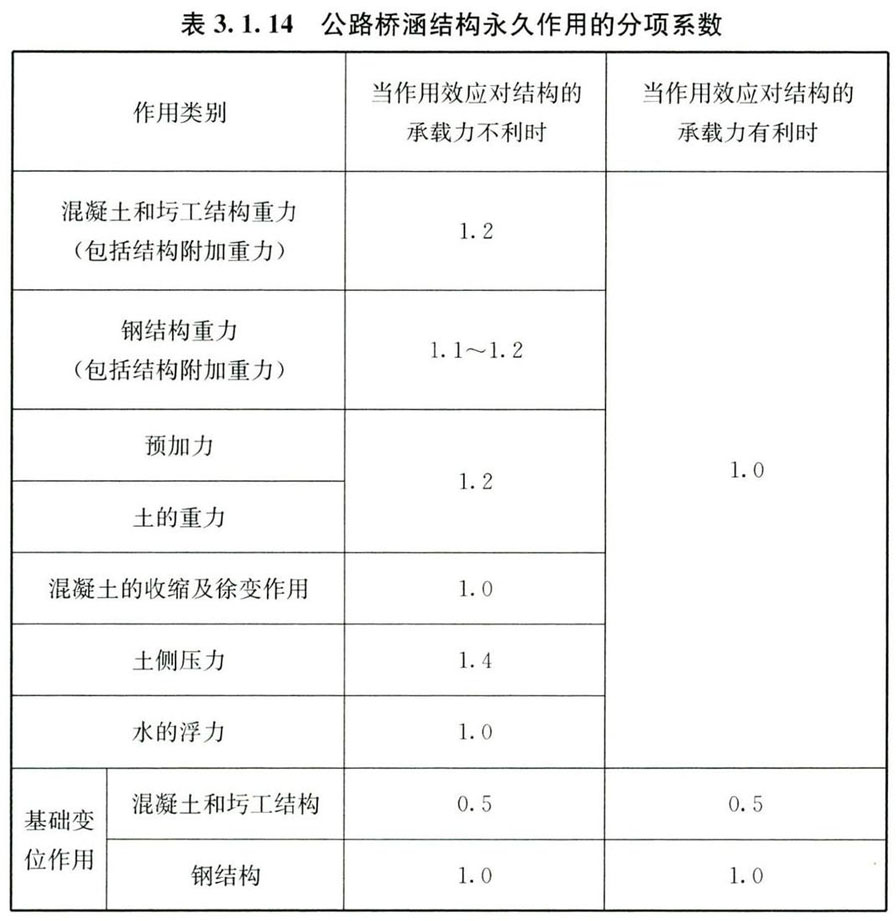 表 3.1.14 公路桥涵结构永久作用的分项系数
作用类别
当作用效应对结构的
承载力不利时
当作用效应对结构的
承载力有利时
混凝土和圬工结构重力
（包括结构附加重力）
1.2
1.0
钢结构重力
（包括结构附加重力）
1.1～1.2
预加力
1.2
土的重力
混凝土的收缩及徐变作用
1.0
土侧压力
1.4
水的浮力
1.0
基础变
位作用
混凝土和圬工结构
0.5
0.5
钢结构
1.0
1.0